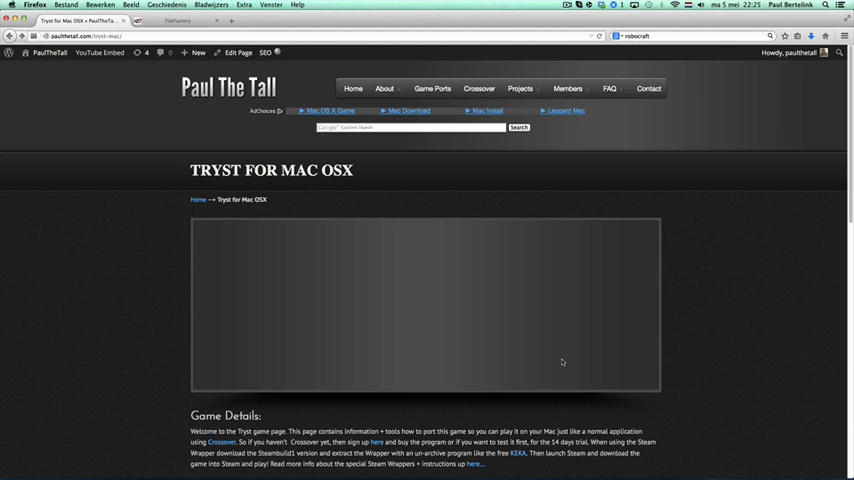 Firefox Bestand Bewerken Beeld Geschiedenis Bladwijzers Extra Venster Help 1 ma 5 mei 22:25 Paul Bertelink
Tryst for Mac OSX « PaulTheTa... FileFactory
paulthetall.com/tryst-mac/ robocraft
PaulTheTall YouTube Embed 4 0 New Edit Page SEO Howdy, paulthetall
Paul The Tall Home About Game Ports Crossover Projects Members FAQ Contact
AdChoices Mac OS X Game Mac Download Mac Install Leopard Mac
Google Custom Search Search
TRYST FOR MAC OSX
Home → Tryst for Mac OSX
Game Details:
Welcome to the Tryst game page. This page contains information + tools how to port this game so you can play it on your Mac just like a normal application
using Crossover. So if you haven't Crossover yet, then sign up here and buy the program or if you want to test it first, for the 14 days trial. When using the Steam
Wrapper download the Steambuild1 version and extract the Wrapper with an un-archive program like the free KEKA. Then launch Steam and download the
game into Steam and play! Read more info about the special Steam Wrappers + instructions up here...